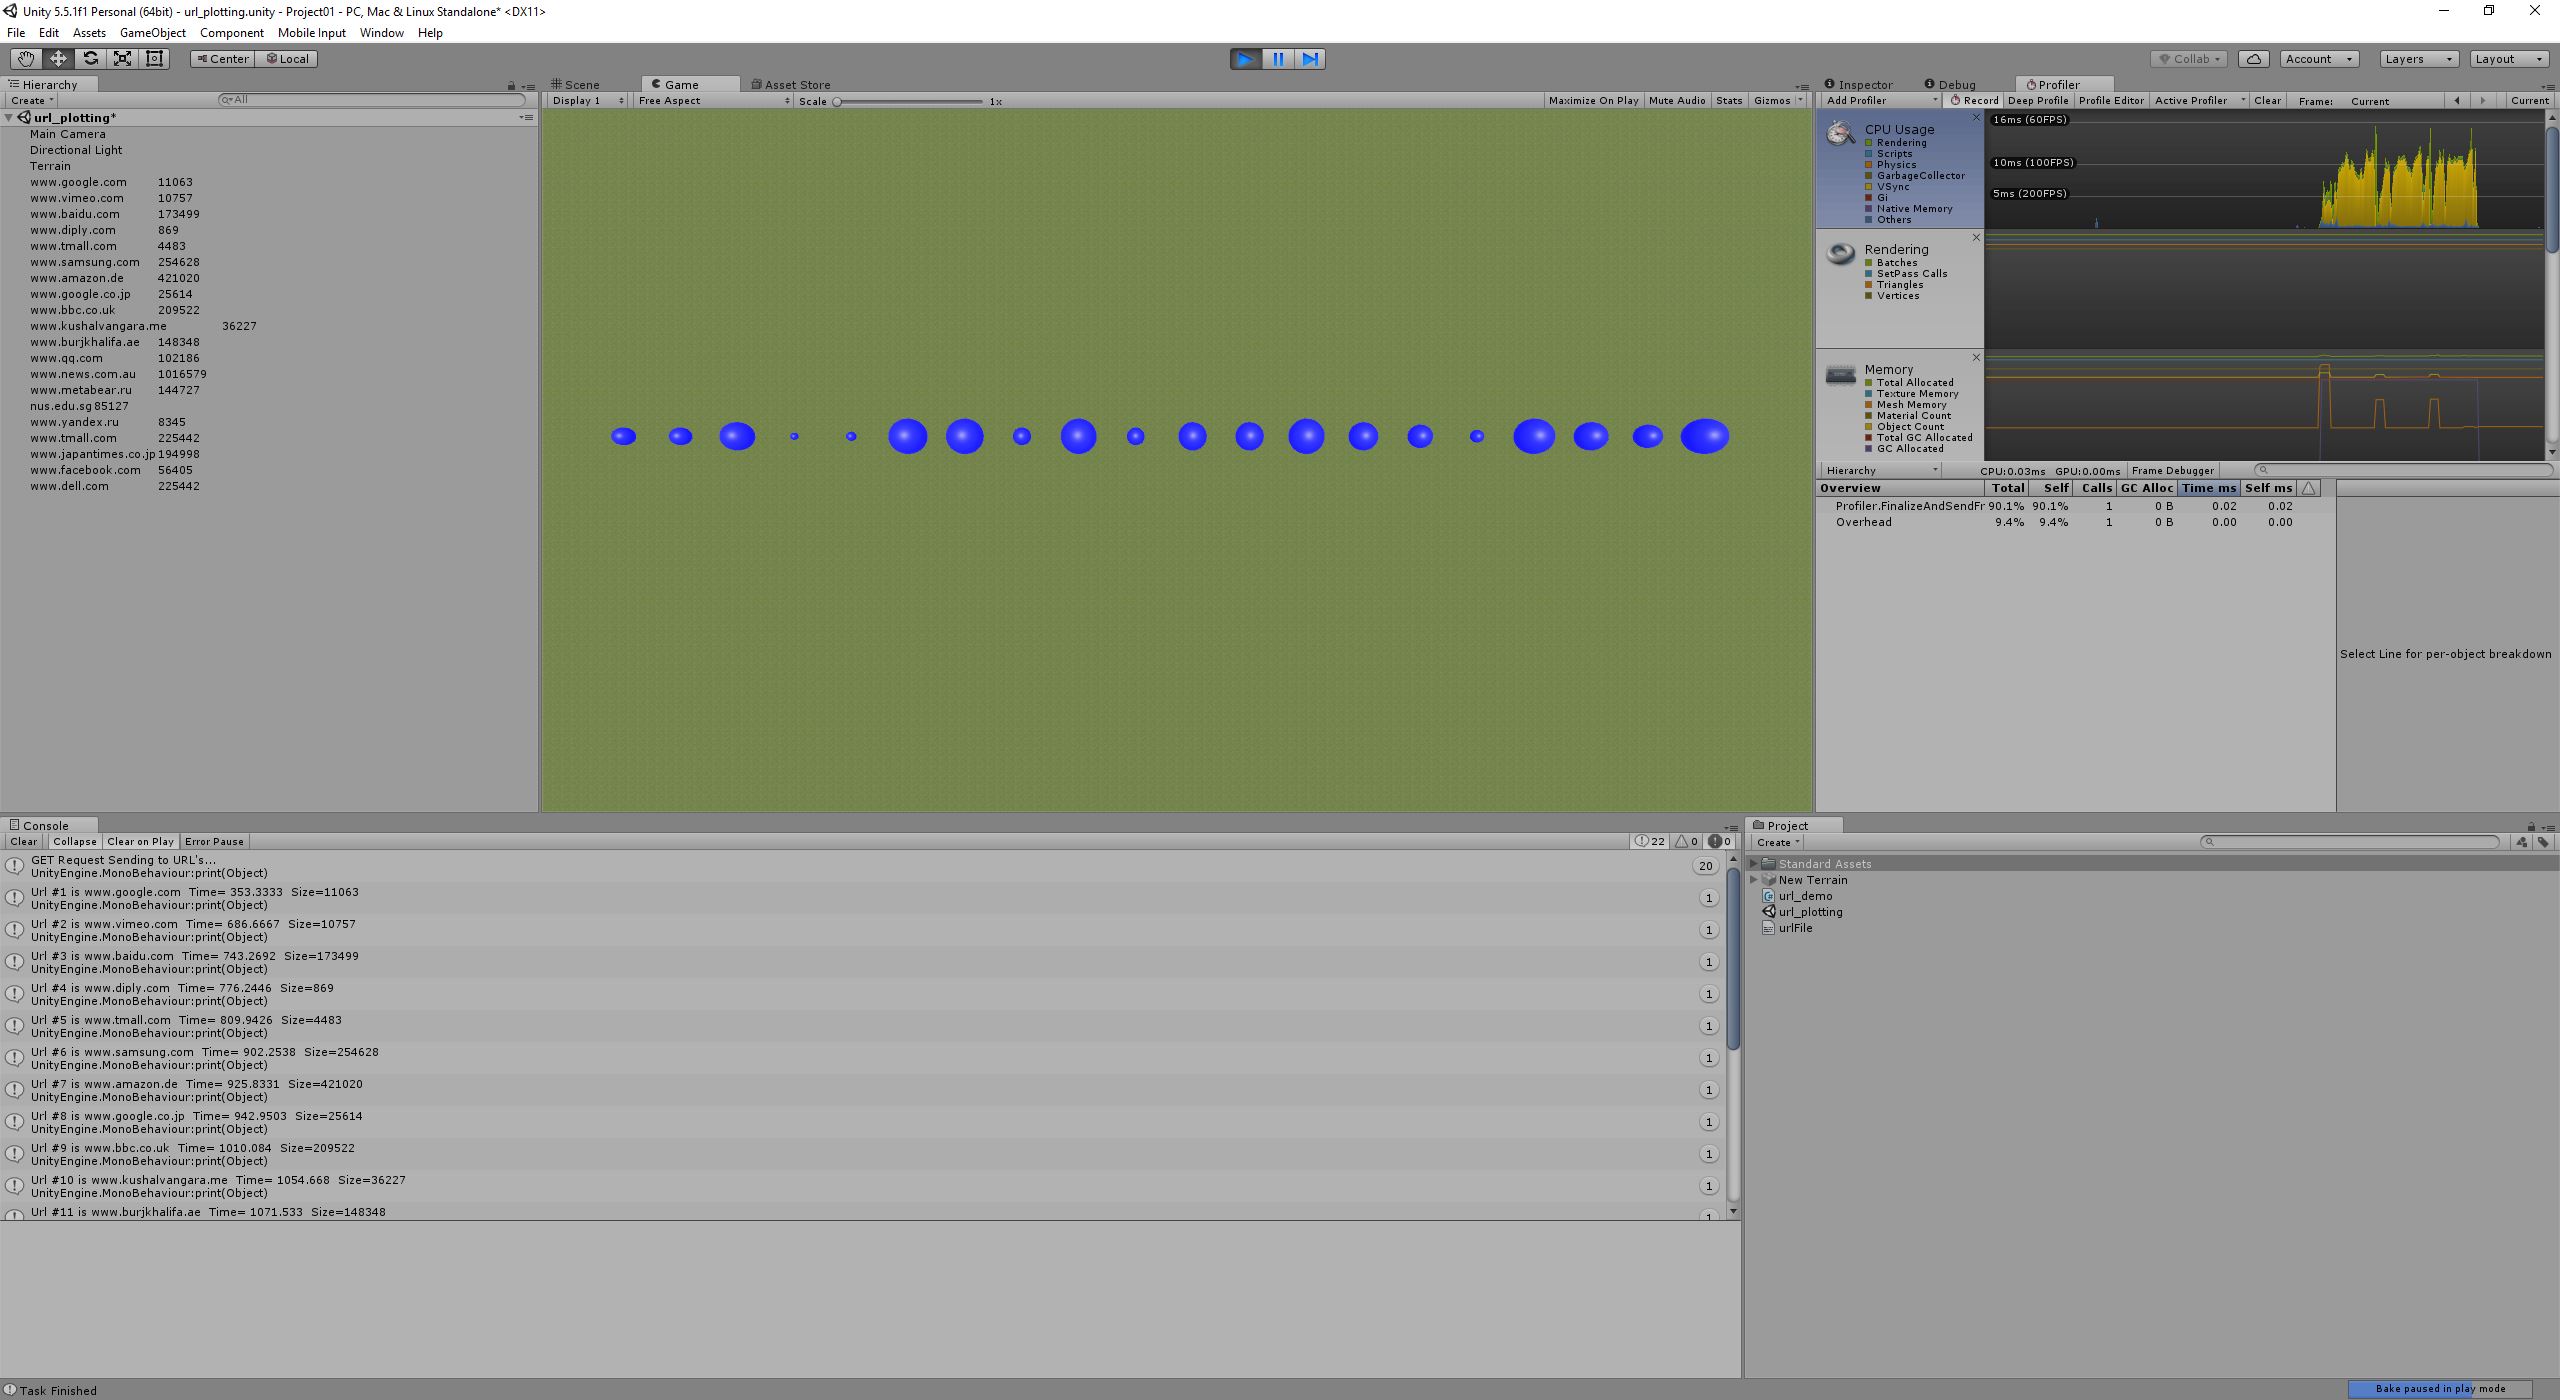 Unity 5.5.1f1 Personal (64bit) - url_plotting.unity - Project01 - PC, Mac & Linux Standalone* <DX11>
File Edit Assets GameObject Component Mobile Input Window Help
Center Local Collab Account Layers Layout
Hierarchy
Create All
url_plotting*
Main Camera
Directional Light
Terrain
www.google.com 11063
www.vimeo.com 10757
www.baidu.com 173499
www.diply.com 869
www.tmall.com 4483
www.samsung.com 254628
www.amazon.de 421020
www.google.co.jp 25614
www.bbc.co.uk 209522
www.kushalvangara.me 36227
www.burjkhalifa.ae 148348
www.qq.com 102186
www.news.com.au 1016579
www.metabear.ru 144727
nus.edu.sg 85127
www.yandex.ru 8345
www.tmall.com 225442
www.japantimes.co.jp 194998
www.facebook.com 56405
www.dell.com 225442
Scene Game Asset Store
Display 1 Free Aspect Scale 1x Maximize On Play Mute Audio Stats Gizmos
Inspector Debug Profiler
Add Profiler Record Deep Profile Profile Editor Active Profiler Clear Frame: Current Current
CPU Usage
Rendering
Scripts
Physics
GarbageCollector
VSync
Gi
Native Memory
Others
16ms (60FPS)
10ms (100FPS)
5ms (200FPS)
Rendering
Batches
SetPass Calls
Triangles
Vertices
Memory
Total Allocated
Texture Memory
Mesh Memory
Material Count
Object Count
Total GC Allocated
GC Allocated
Hierarchy CPU:0.03ms GPU:0.00ms Frame Debugger
Overview Total Self Calls GC Alloc Time ms Self ms
Profiler.FinalizeAndSendFr 90.1% 90.1% 1 0 B 0.02 0.02
Overhead 9.4% 9.4% 1 0 B 0.00 0.00
Select Line for per-object breakdown
Console
Clear Collapse Clear on Play Error Pause 22 0 0
GET Request Sending to URL's... 20
UnityEngine.MonoBehaviour:print(Object)
Url #1 is www.google.com Time= 353.3333 Size=11063 1
UnityEngine.MonoBehaviour:print(Object)
Url #2 is www.vimeo.com Time= 686.6667 Size=10757 1
UnityEngine.MonoBehaviour:print(Object)
Url #3 is www.baidu.com Time= 743.2692 Size=173499 1
UnityEngine.MonoBehaviour:print(Object)
Url #4 is www.diply.com Time= 776.2446 Size=869 1
UnityEngine.MonoBehaviour:print(Object)
Url #5 is www.tmall.com Time= 809.9426 Size=4483 1
UnityEngine.MonoBehaviour:print(Object)
Url #6 is www.samsung.com Time= 902.2538 Size=254628 1
UnityEngine.MonoBehaviour:print(Object)
Url #7 is www.amazon.de Time= 925.8331 Size=421020 1
UnityEngine.MonoBehaviour:print(Object)
Url #8 is www.google.co.jp Time= 942.9503 Size=25614 1
UnityEngine.MonoBehaviour:print(Object)
Url #9 is www.bbc.co.uk Time= 1010.084 Size=209522 1
UnityEngine.MonoBehaviour:print(Object)
Url #10 is www.kushalvangara.me Time= 1054.668 Size=36227 1
UnityEngine.MonoBehaviour:print(Object)
Url #11 is www.burjkhalifa.ae Time= 1071.533 Size=148348 1
Project
Create
Standard Assets
New Terrain
url_demo
url_plotting
urlFile
Task Finished
Bake paused in play mode